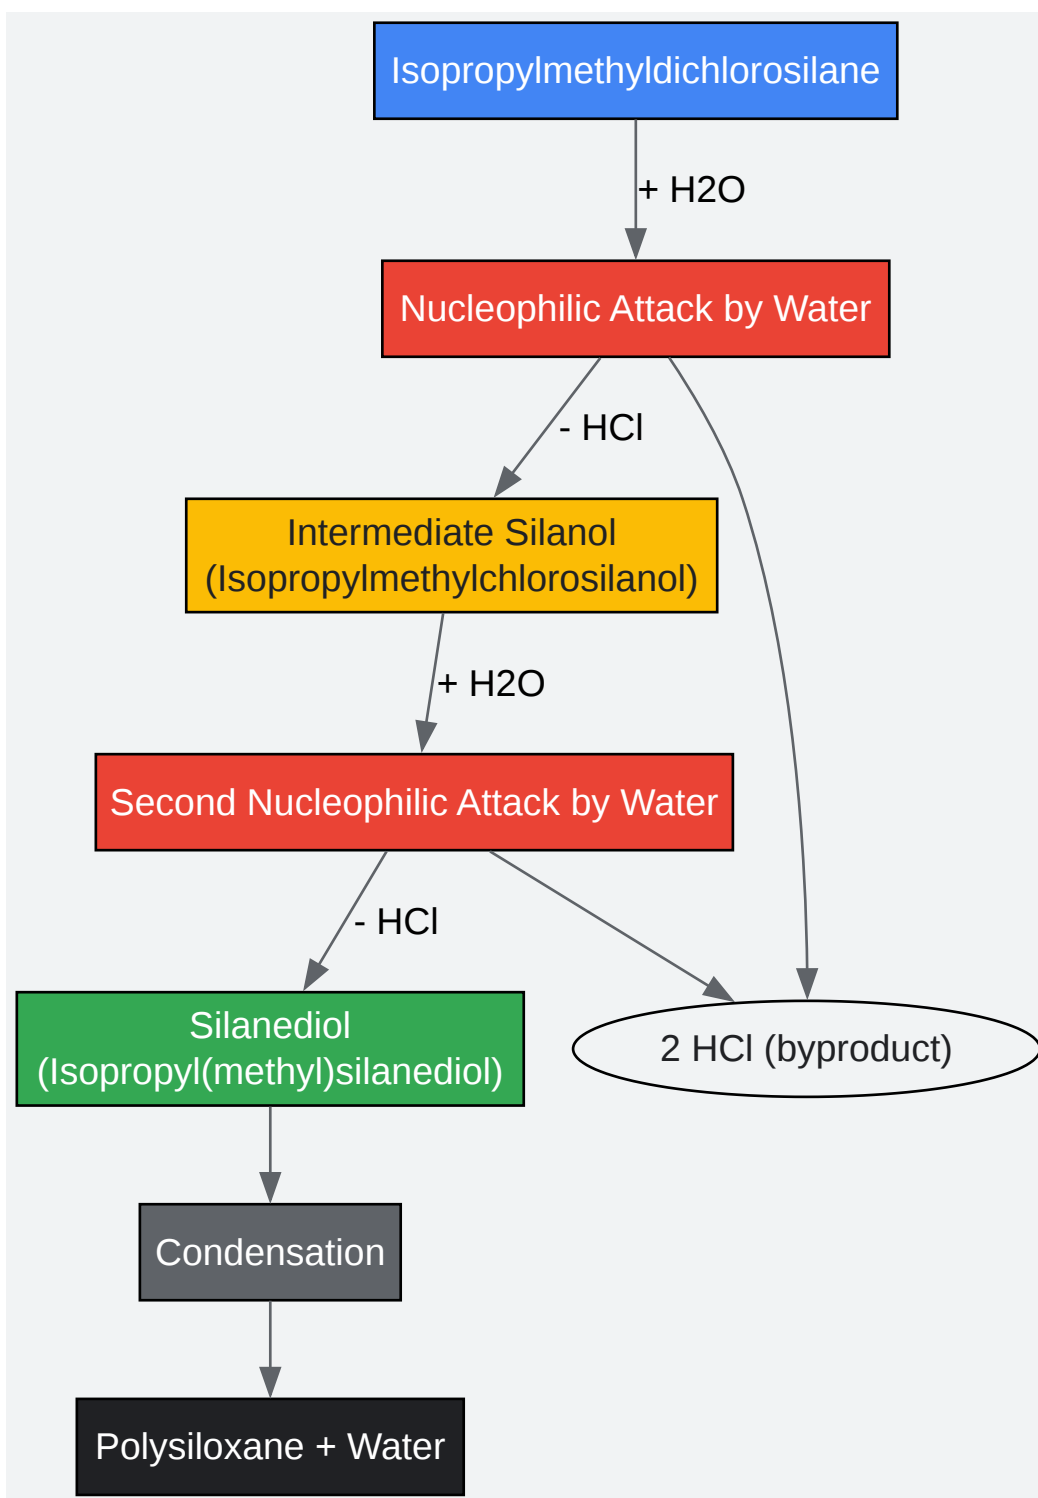 Isopropylmethyldichlorosilane
+ H2O
Nucleophilic Attack by Water
- HCl
Intermediate Silanol
(Isopropylmethylchlorosilanol)
+ H2O
Second Nucleophilic Attack by Water
- HCl
Silanediol
(Isopropyl(methyl)silanediol)
2 HCl (byproduct)
Condensation
Polysiloxane + Water